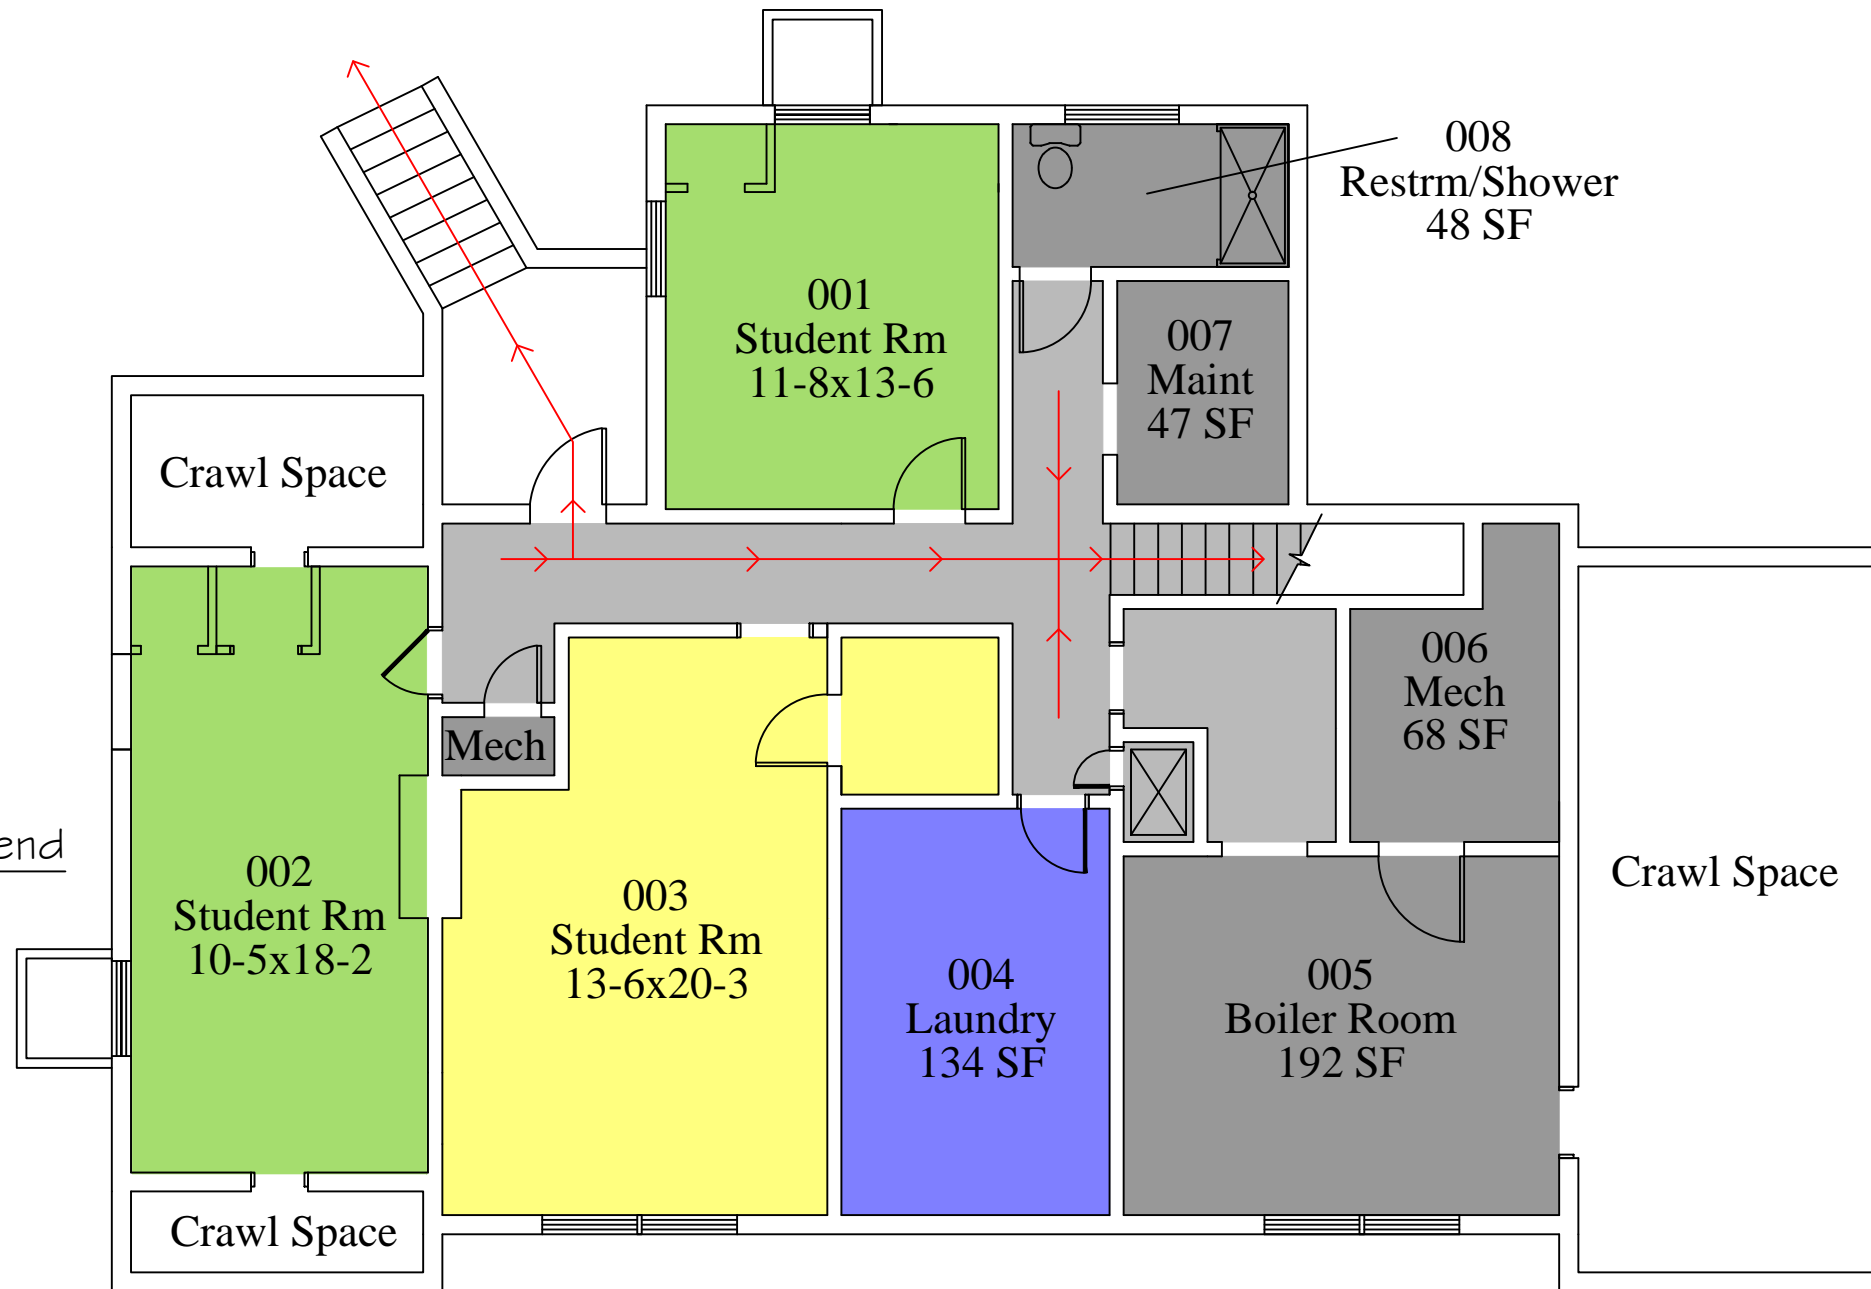 008
Restrm/Shower
48 SF
001
Student Rm
11-8x13-6
007
Maint
47 SF
Crawl Space
006
Mech
68 SF
Mech
end
002
Student Rm
10-5x18-2
003
Student Rm
13-6x20-3
004
Laundry
134 SF
005
Boiler Room
192 SF
Crawl Space
Crawl Space